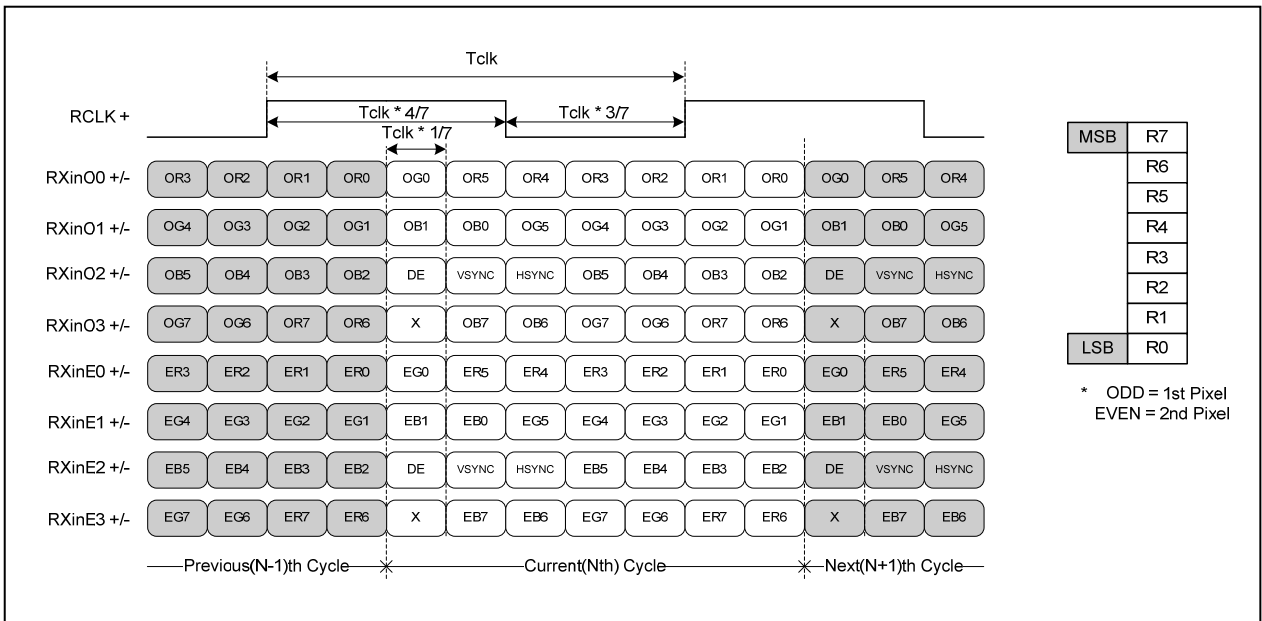 Tclk
RCLK +
Tclk * 4/7
Tclk * 3/7
Tclk * 1/7
RXinO0 +/- OR3 OR2 OR1 OR0 OG0 OR5 OR4 OR3 OR2 OR1 OR0 OG0 OR5 OR4
RXinO1 +/- OG4 OG3 OG2 OG1 OB1 OB0 OG5 OG4 OG3 OG2 OG1 OB1 OB0 OG5
RXinO2 +/- OB5 OB4 OB3 OB2 DE VSYNC HSYNC OB5 OB4 OB3 OB2 DE VSYNC HSYNC
RXinO3 +/- OG7 OG6 OR7 OR6 X OB7 OB6 OG7 OG6 OR7 OR6 X OB7 OB6
RXinE0 +/- ER3 ER2 ER1 ER0 EG0 ER5 ER4 ER3 ER2 ER1 ER0 EG0 ER5 ER4
RXinE1 +/- EG4 EG3 EG2 EG1 EB1 EB0 EG5 EG4 EG3 EG2 EG1 EB1 EB0 EG5
RXinE2 +/- EB5 EB4 EB3 EB2 DE VSYNC HSYNC EB5 EB4 EB3 EB2 DE VSYNC HSYNC
RXinE3 +/- EG7 EG6 ER7 ER6 X EB7 EB6 EG7 EG6 ER7 ER6 X EB7 EB6
Previous(N-1)th Cycle Current(Nth) Cycle Next(N+1)th Cycle
MSB R7
R6
R5
R4
R3
R2
R1
LSB R0
* ODD = 1st Pixel
EVEN = 2nd Pixel